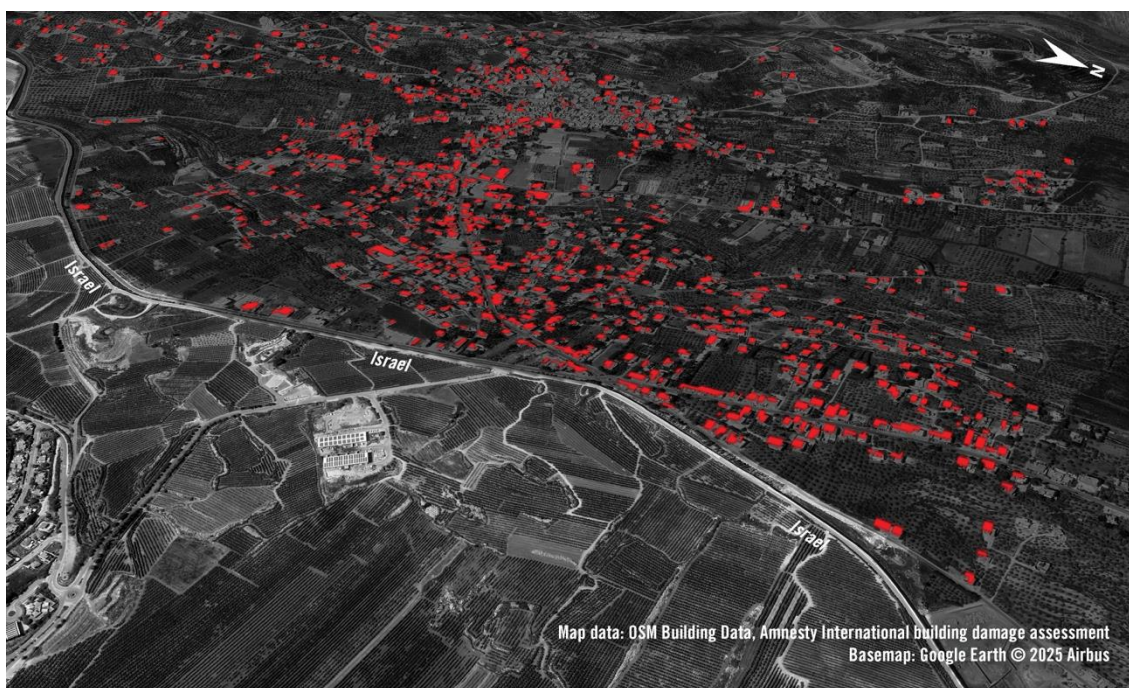 N
Israel
Israel
Israel
Map data: OSM Building Data, Amnesty International building damage assessment
Basemap: Google Earth © 2025 Airbus